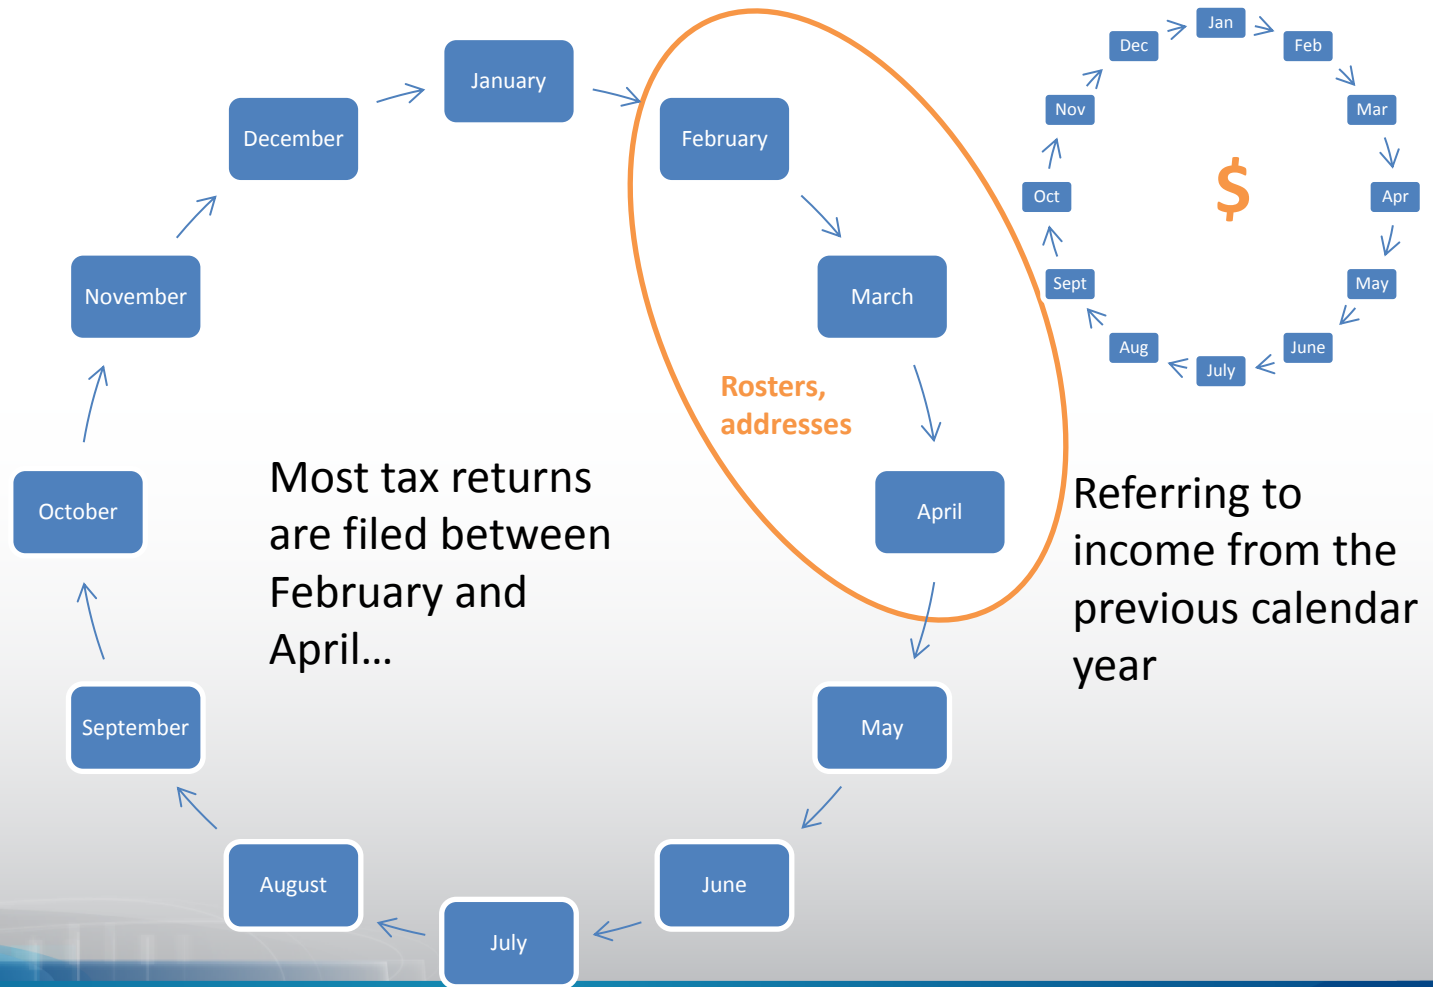 January
February
March
April
May
June
July
August
September
October
November
December
Rosters,
addresses
Most tax returns
are filed between
February and
April…
Jan
Feb
Mar
Apr
May
June
July
Aug
Sept
Oct
Nov
Dec
$
Referring to
income from the
previous calendar
year